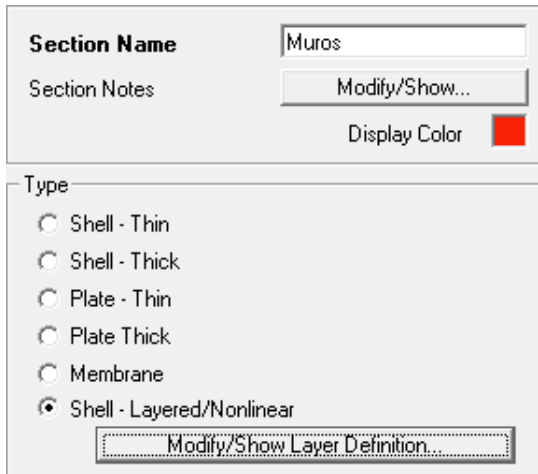 Section Name Muros
Section Notes Modify/Show...
Display Color
Type
Shell - Thin
Shell - Thick
Plate - Thin
Plate Thick
Membrane
Shell - Layered/Nonlinear
Modify/Show Layer Definition...